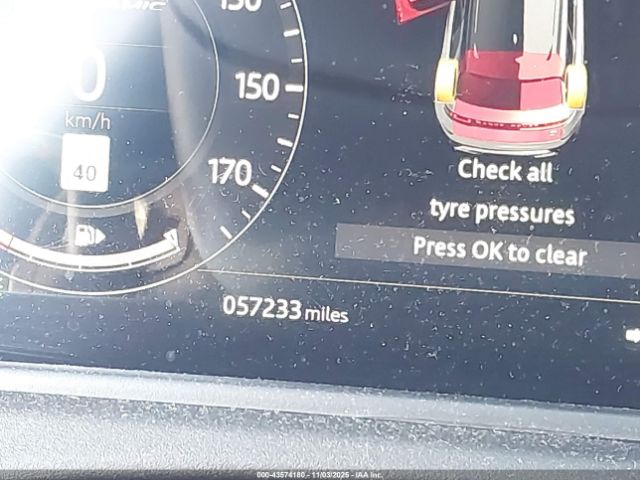 150
0
km/h
40
170
Check all
tyre pressures
Press OK to clear
057233 miles
000-43574180 - 11/03/2025 - IAA Inc.